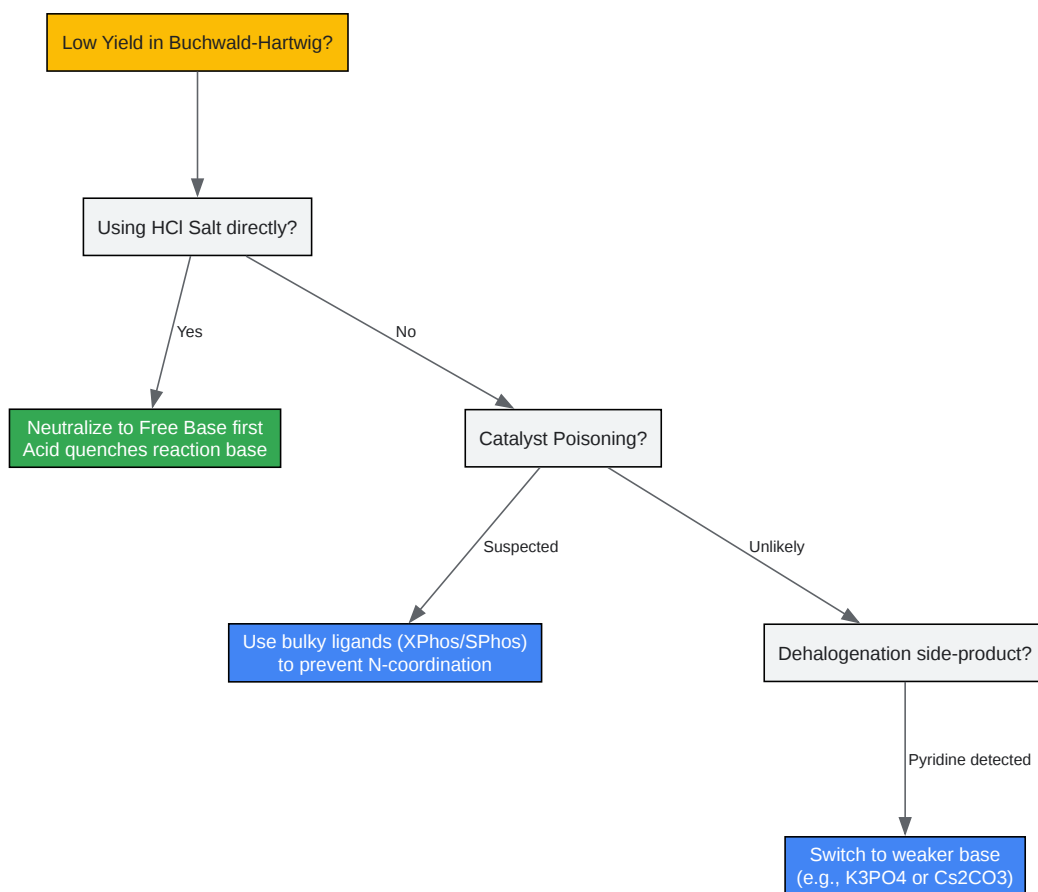 Low Yield in Buchwald-Hartwig?
Using HCl Salt directly?
Yes
No
Neutralize to Free Base first
Acid quenches reaction base
Catalyst Poisoning?
Suspected
Unlikely
Use bulky ligands (XPhos/SPhos)
to prevent N-coordination
Dehalogenation side-product?
Pyridine detected
Switch to weaker base
(e.g., K3PO4 or Cs2CO3)